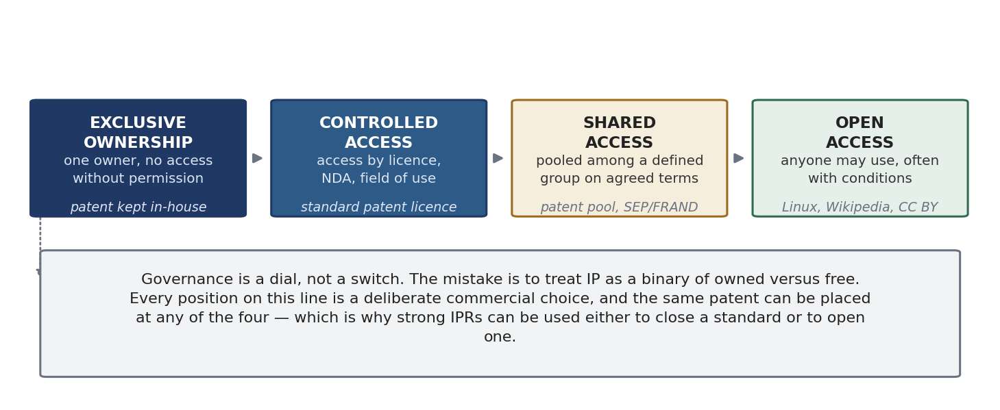 EXCLUSIVE
OWNERSHIP
one owner, no access
without permission
patent kept in-house
CONTROLLED
ACCESS
access by licence,
NDA, field of use
standard patent licence
SHARED
ACCESS
pooled among a defined
group on agreed terms
patent pool, SEP/FRAND
OPEN
ACCESS
anyone may use, often
with conditions
Linux, Wikipedia, CC BY
Governance is a dial, not a switch. The mistake is to treat IP as a binary of owned versus free.
Every position on this line is a deliberate commercial choice, and the same patent can be placed
at any of the four — which is why strong IPRs can be used either to close a standard or to open
one.